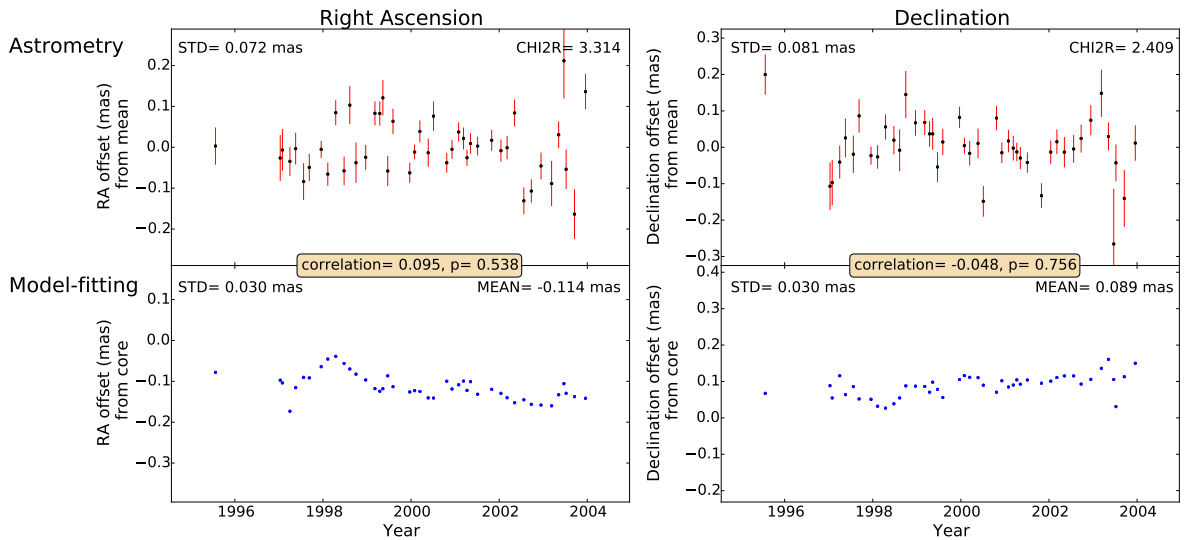 Right Ascension
Declination
Astrometry
STD= 0.072 mas
CHI2R= 3.314
RA offset (mas)
from mean
0.2
0.1
0.0
−0.1
−0.2
STD= 0.081 mas
CHI2R= 2.409
Declination offset (mas)
from mean
0.3
0.2
0.1
0.0
−0.1
−0.2
−0.3
correlation= 0.095, p= 0.538
correlation= -0.048, p= 0.756
Model-fitting
STD= 0.030 mas
MEAN= -0.114 mas
RA offset (mas)
from core
0.1
0.0
−0.1
−0.2
−0.3
1996
1998
2000
2002
2004
Year
STD= 0.030 mas
MEAN= 0.089 mas
Declination offset (mas)
from core
0.4
0.3
0.2
0.1
0.0
−0.1
−0.2
1996
1998
2000
2002
2004
Year